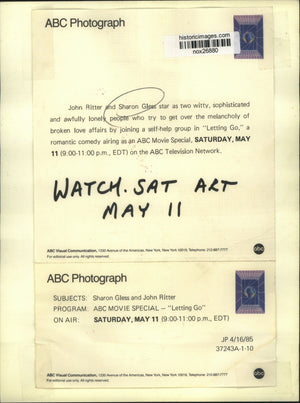 ABC Photograph
historicimages.com
nox26880
John Ritter and Sharon Gless star as two witty, sophisticated
and awfully lonely people who try to get over the melancholy of
broken love affairs by joining a self-help group in "Letting Go," a
romantic comedy airing as an ABC Movie Special, SATURDAY, MAY
11 (9:00-11:00 p.m., EDT) on the ABC Television Network.
WATCH. SAT ART
MAY 11
ABC Visual Communication, 1330 Avenue of the Americas, New York, New York 10019. Telephone: 212-887-7777
For editorial use only. All rights reserved.
abc
ABC Photograph
SUBJECTS: Sharon Gless and John Ritter
PROGRAM: ABC MOVIE SPECIAL -- "Letting Go"
ON AIR: SATURDAY, MAY 11 (9:00-11:00 p.m., EDT)
JP 4/16/85
37243A-1-10
ABC Visual Communication, 1330 Avenue of the Americas, New York, New York 10019. Telephone: 212-887-7777
For editorial use only. All rights reserved.
abc